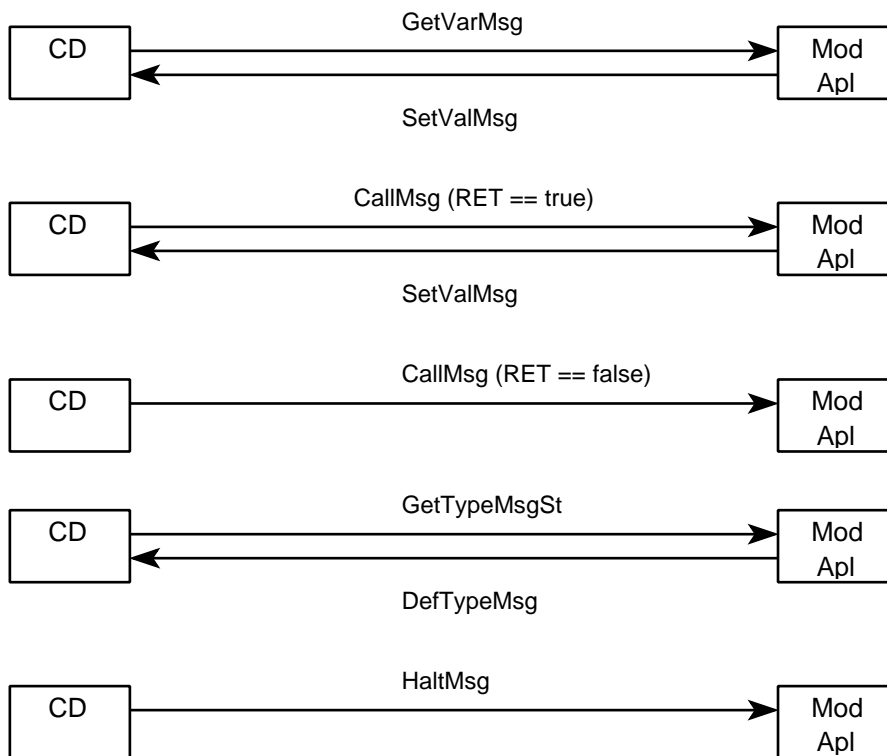 GetVarMsg
CD
Mod
Apl
SetValMsg
CallMsg (RET == true)
CD
Mod
Apl
SetValMsg
CallMsg (RET == false)
CD
Mod
Apl
GetTypeMsgSt
CD
Mod
Apl
DefTypeMsg
HaltMsg
CD
Mod
Apl